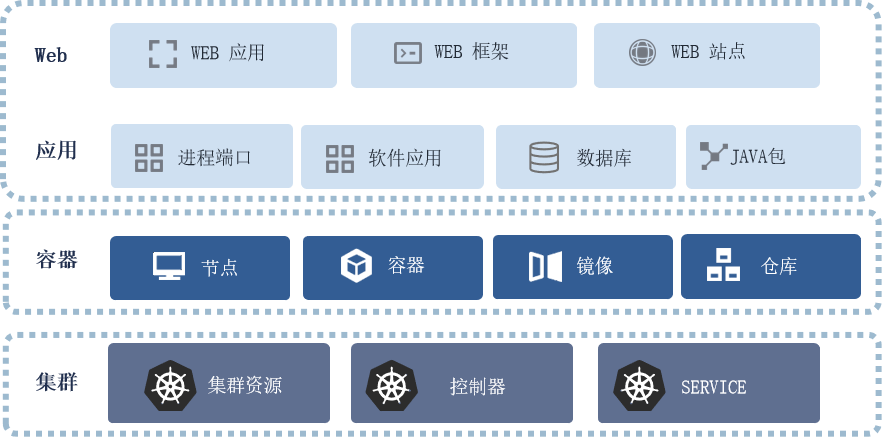 Web
WEB 应用
WEB 框架
WEB 站点
应用
进程端口
软件应用
数据库
JAVA包
容器
节点
容器
镜像
仓库
集群
集群资源
控制器
SERVICE